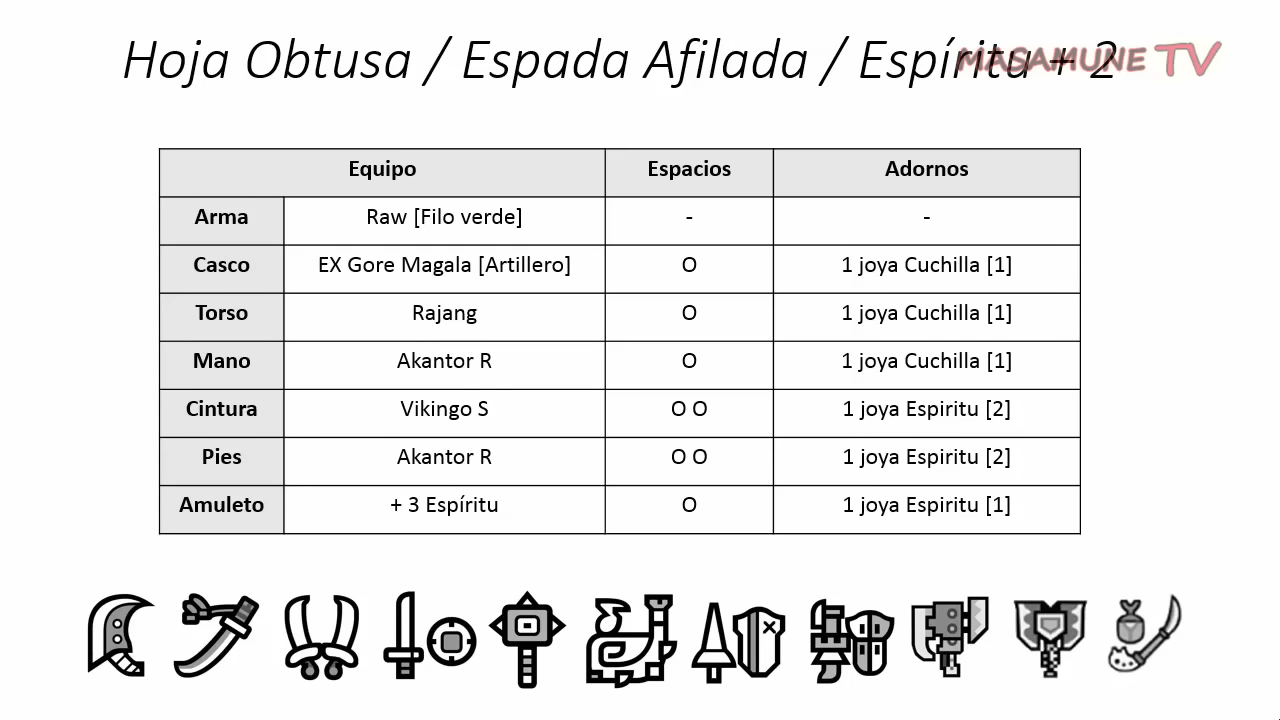 Hoja Obtusa / Espada Afilada / Espíritu + 2
MASAMUNE TV
Equipo Espacios Adornos
Arma Raw [Filo verde] - -
Casco EX Gore Magala [Artillero] O 1 joya Cuchilla [1]
Torso Rajang O 1 joya Cuchilla [1]
Mano Akantor R O 1 joya Cuchilla [1]
Cintura Vikingo S O O 1 joya Espiritu [2]
Pies Akantor R O O 1 joya Espiritu [2]
Amuleto + 3 Espíritu O 1 joya Espiritu [1]